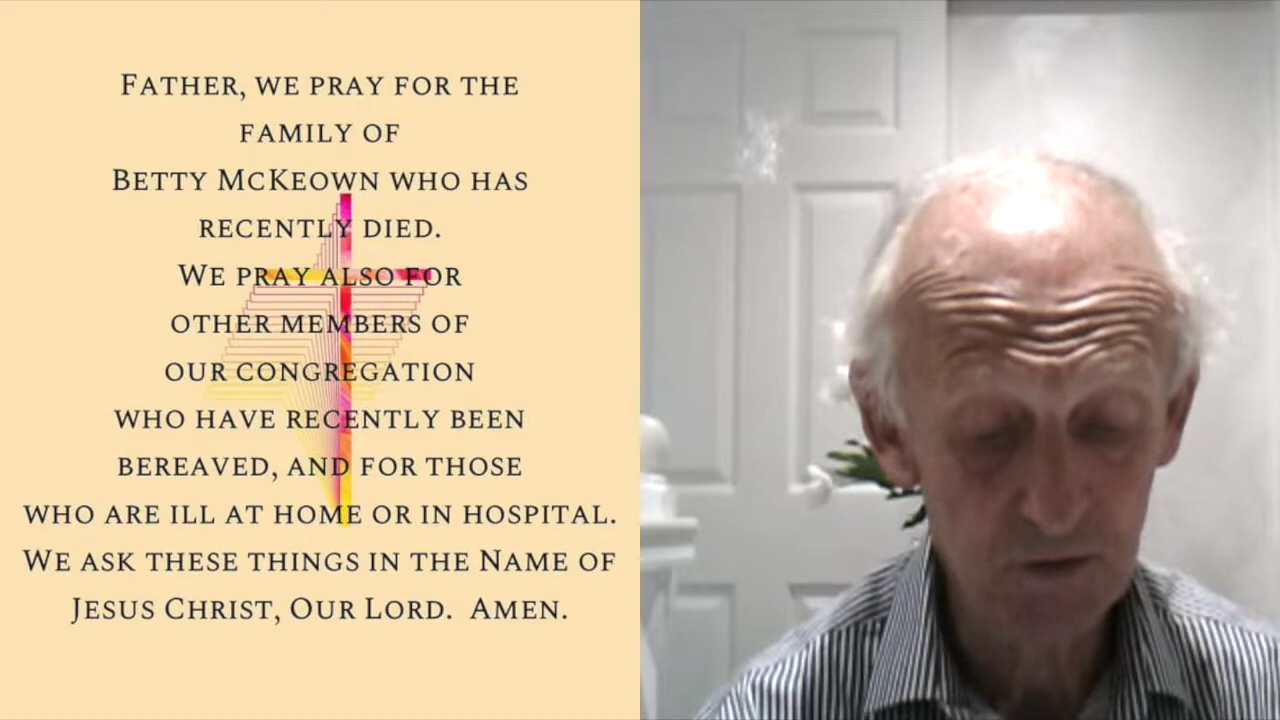 Father, we pray for the
family of
Betty McKeown who has
recently died.
We pray also for
other members of
our congregation
who have recently been
bereaved, and for those
who are ill at home or in hospital.
We ask these things in the Name of
Jesus Christ, Our Lord.  Amen.